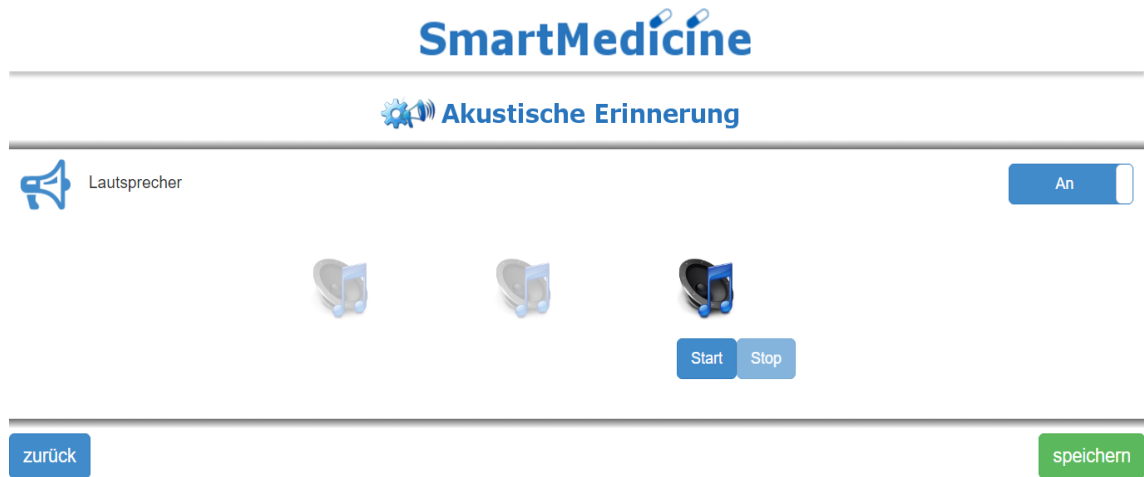 SmartMedicine
Akustische Erinnerung
Lautsprecher
An
Start Stop
zurück
speichern